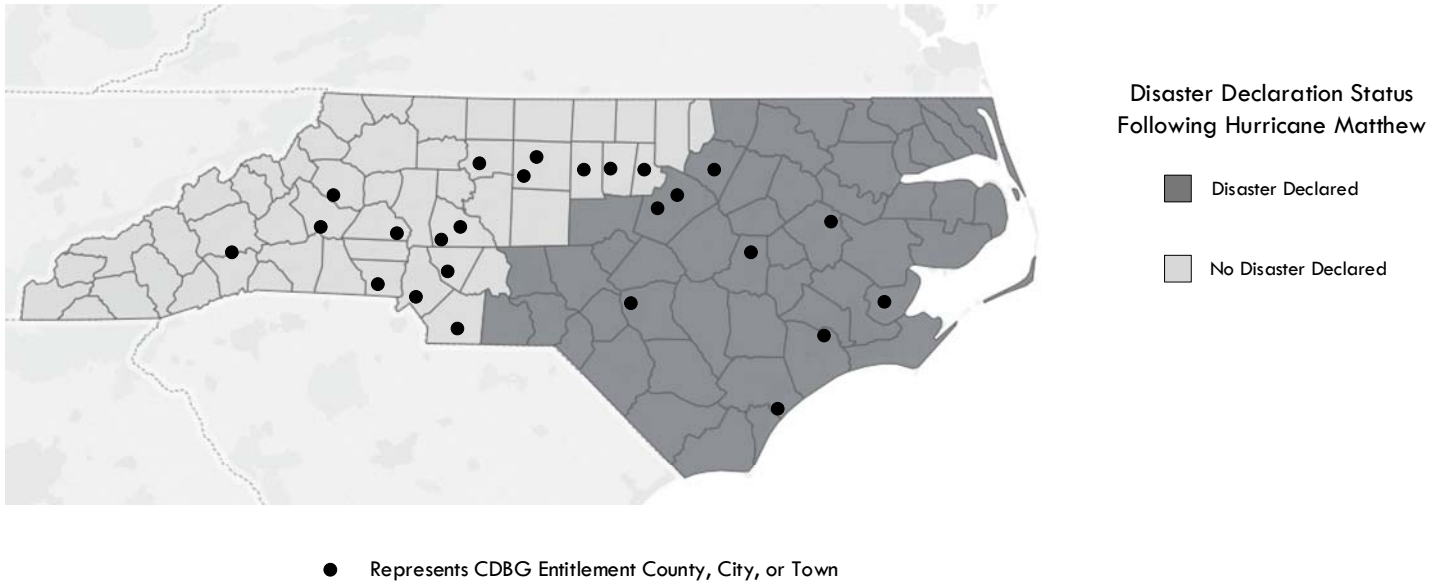 Disaster Declaration Status
Following Hurricane Matthew
Disaster Declared
No Disaster Declared
Represents CDBG Entitlement County, City, or Town